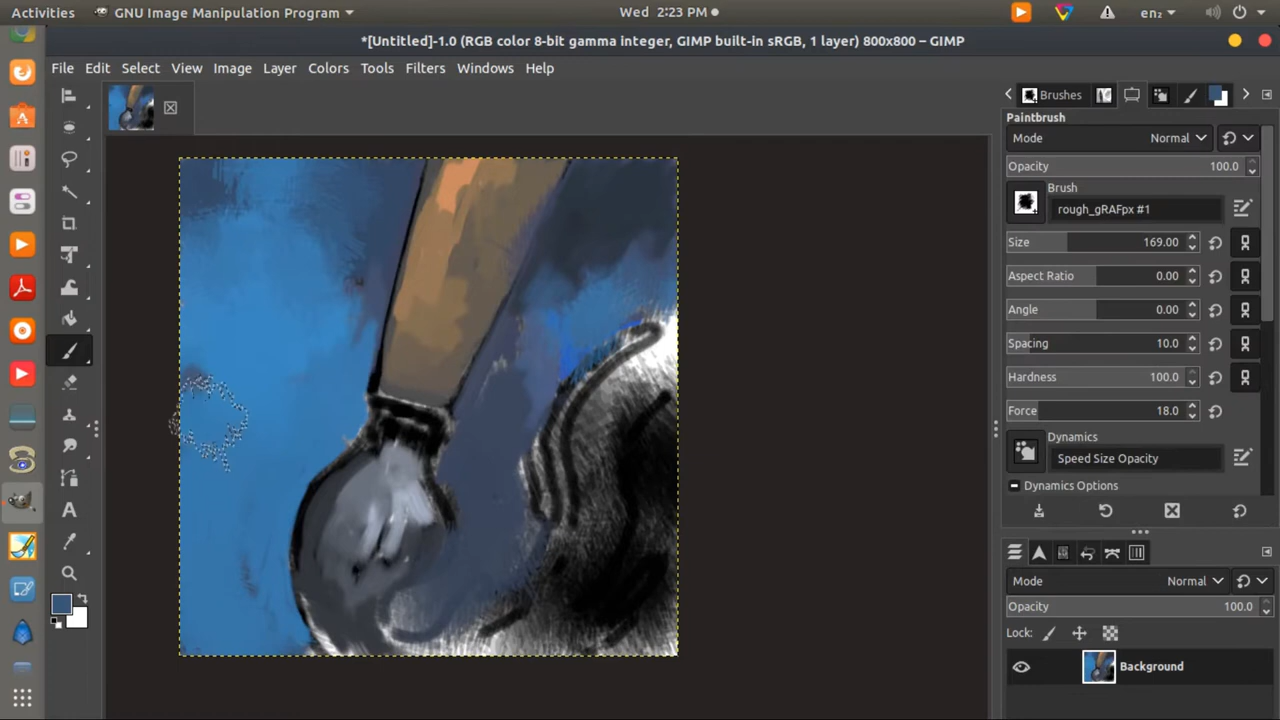 Activities GNU Image Manipulation Program Wed 2:23 PM en₂
*[Untitled]-1.0 (RGB color 8-bit gamma integer, GIMP built-in sRGB, 1 layer) 800x800 – GIMP
File Edit Select View Image Layer Colors Tools Filters Windows Help
Brushes
Paintbrush
Mode Normal
Opacity 100.0
Brush
rough_gRAFpx #1
Size 169.00
Aspect Ratio 0.00
Angle 0.00
Spacing 10.0
Hardness 100.0
Force 18.0
Dynamics
Speed Size Opacity
Dynamics Options
Mode Normal
Opacity 100.0
Lock:
Background